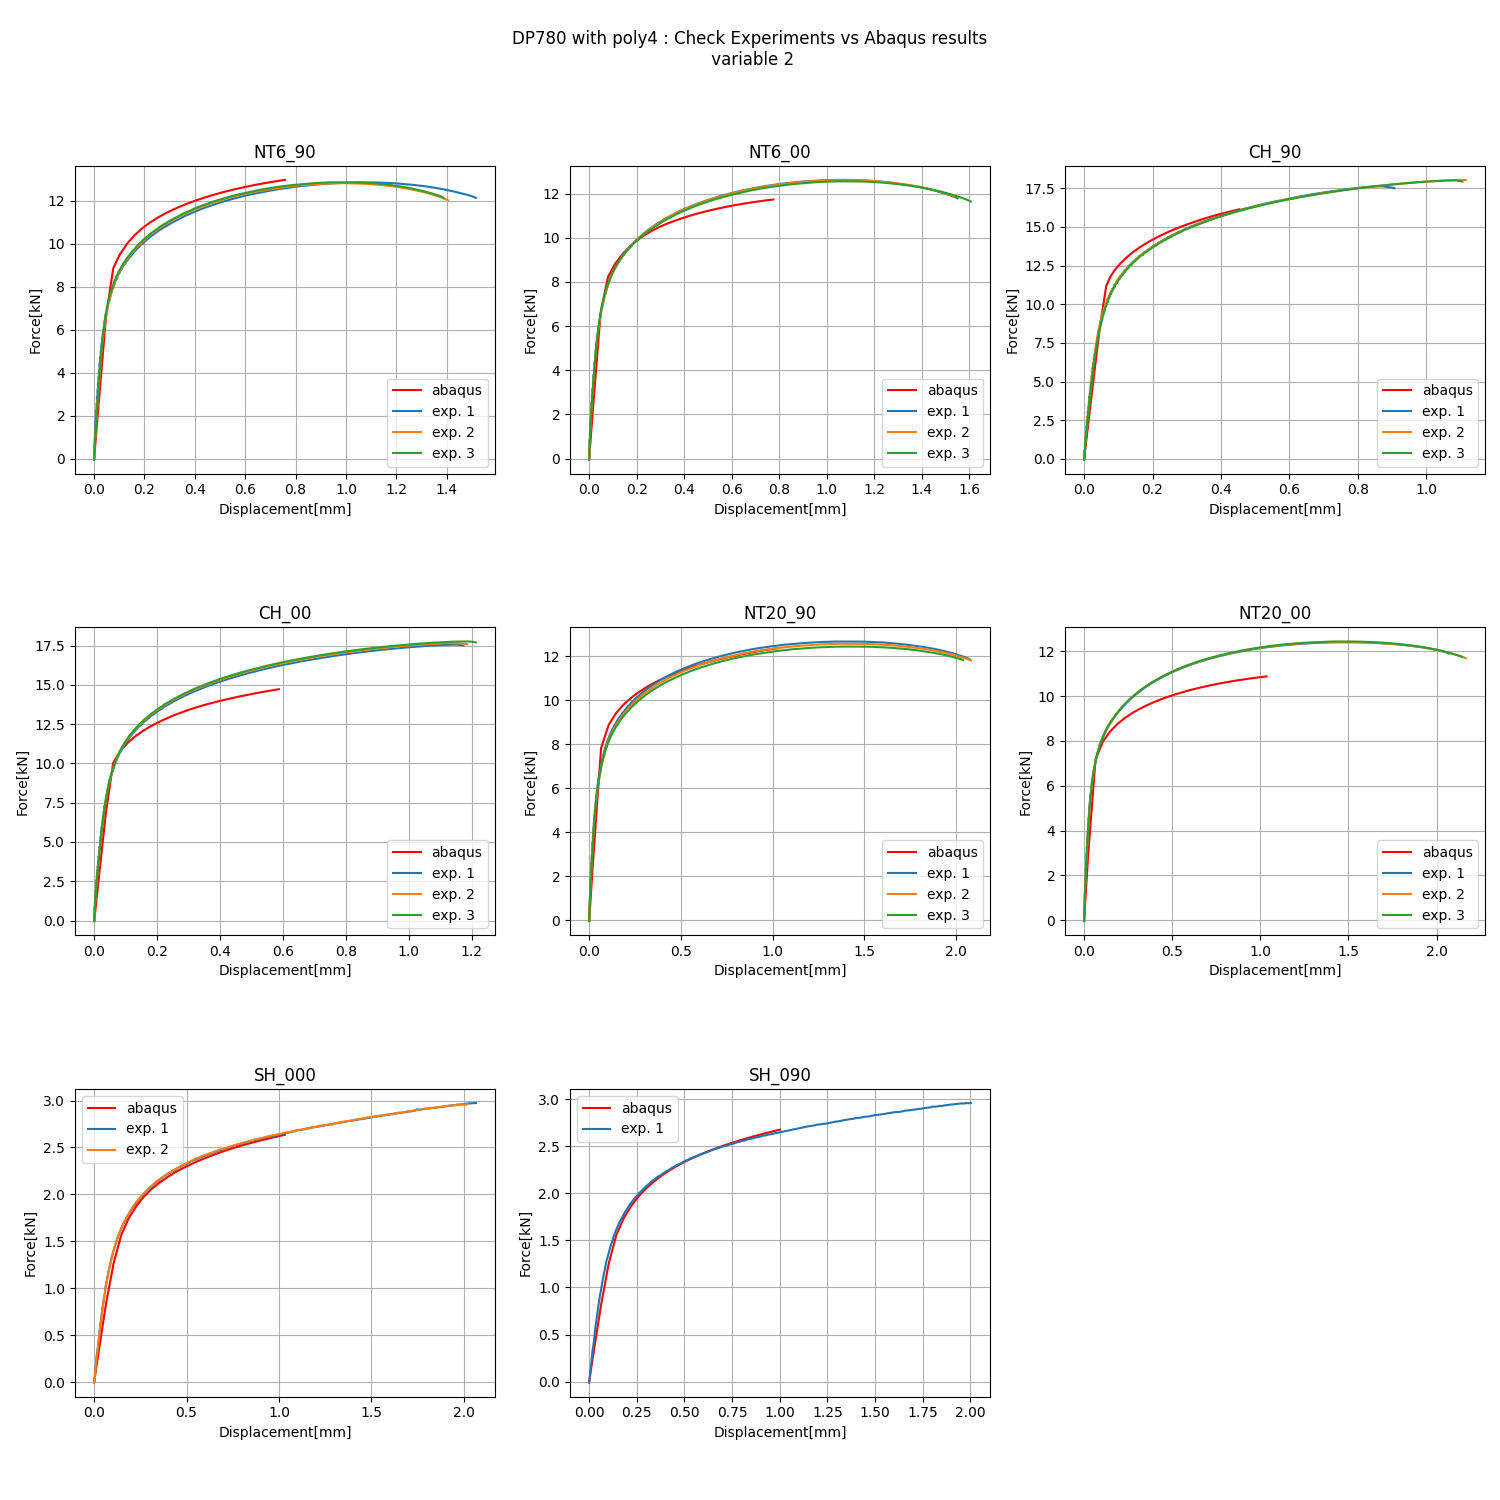 DP780 with poly4 : Check Experiments vs Abaqus results
variable 2
NT6_90
Force[kN]
12
10
8
6
4
2
0
0.0 0.2 0.4 0.6 0.8 1.0 1.2 1.4
Displacement[mm]
abaqus
exp. 1
exp. 2
exp. 3
NT6_00
Force[kN]
12
10
8
6
4
2
0
0.0 0.2 0.4 0.6 0.8 1.0 1.2 1.4 1.6
Displacement[mm]
abaqus
exp. 1
exp. 2
exp. 3
CH_90
Force[kN]
17.5
15.0
12.5
10.0
7.5
5.0
2.5
0.0
0.0 0.2 0.4 0.6 0.8 1.0
Displacement[mm]
abaqus
exp. 1
exp. 2
exp. 3
CH_00
Force[kN]
17.5
15.0
12.5
10.0
7.5
5.0
2.5
0.0
0.0 0.2 0.4 0.6 0.8 1.0 1.2
Displacement[mm]
abaqus
exp. 1
exp. 2
exp. 3
NT20_90
Force[kN]
12
10
8
6
4
2
0
0.0 0.5 1.0 1.5 2.0
Displacement[mm]
abaqus
exp. 1
exp. 2
exp. 3
NT20_00
Force[kN]
12
10
8
6
4
2
0
0.0 0.5 1.0 1.5 2.0
Displacement[mm]
abaqus
exp. 1
exp. 2
exp. 3
SH_000
Force[kN]
3.0
2.5
2.0
1.5
1.0
0.5
0.0
0.0 0.5 1.0 1.5 2.0
Displacement[mm]
abaqus
exp. 1
exp. 2
SH_090
Force[kN]
3.0
2.5
2.0
1.5
1.0
0.5
0.0
0.00 0.25 0.50 0.75 1.00 1.25 1.50 1.75 2.00
Displacement[mm]
abaqus
exp. 1